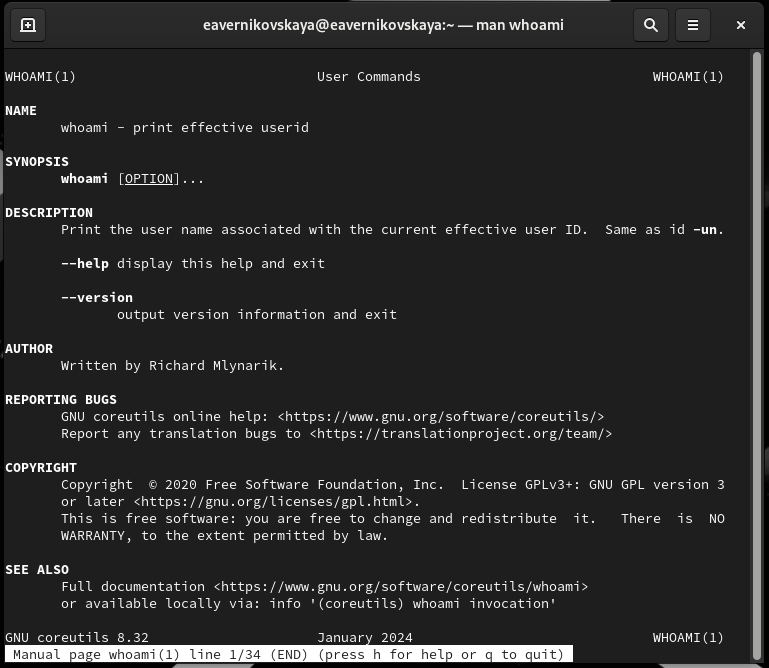 eavernikovskaya@eavernikovskaya:~ — man whoami
WHOAMI(1) User Commands WHOAMI(1)
NAME
whoami - print effective userid
SYNOPSIS
whoami [OPTION]...
DESCRIPTION
Print the user name associated with the current effective user ID. Same as id -un.
--help display this help and exit
--version
output version information and exit
AUTHOR
Written by Richard Mlynarik.
REPORTING BUGS
GNU coreutils online help: <https://www.gnu.org/software/coreutils/>
Report any translation bugs to <https://translationproject.org/team/>
COPYRIGHT
Copyright © 2020 Free Software Foundation, Inc. License GPLv3+: GNU GPL version 3
or later <https://gnu.org/licenses/gpl.html>.
This is free software: you are free to change and redistribute it. There is NO
WARRANTY, to the extent permitted by law.
SEE ALSO
Full documentation <https://www.gnu.org/software/coreutils/whoami>
or available locally via: info '(coreutils) whoami invocation'
GNU coreutils 8.32 January 2024 WHOAMI(1)
Manual page whoami(1) line 1/34 (END) (press h for help or q to quit)